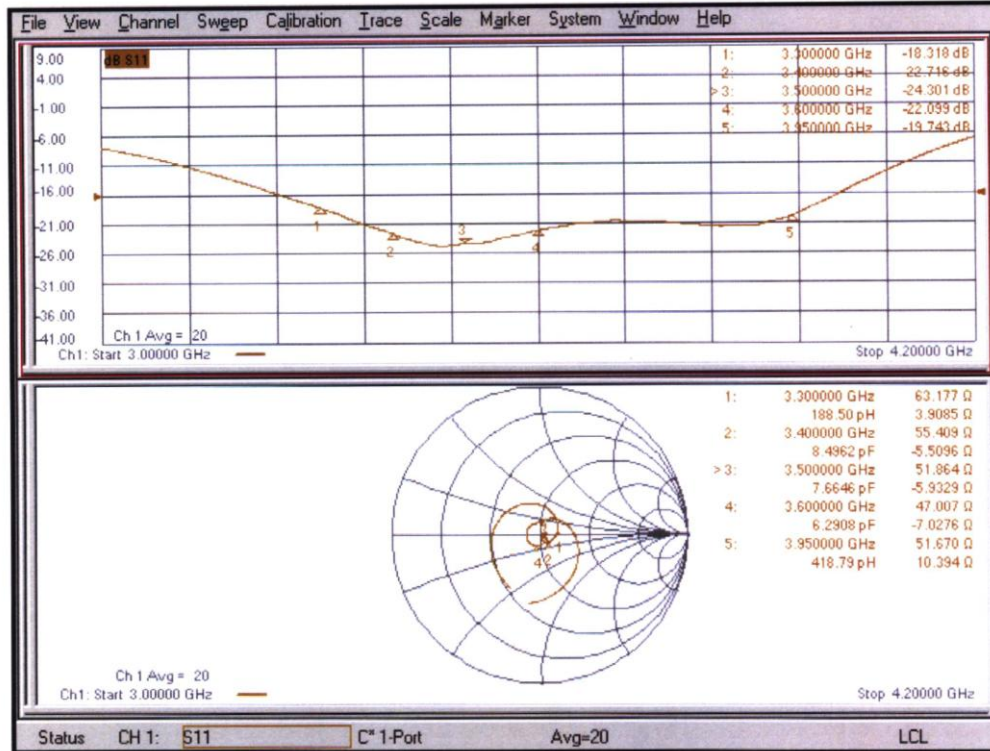 File View Channel Sweep Calibration Trace Scale Marker System Window Help
9.00
4.00
-1.00
-6.00
-11.00
-16.00
-21.00
-26.00
-31.00
-36.00
-41.00
dB S11
1: 3.300000 GHz -18.318 dB
2: 3.400000 GHz -22.716 dB
>3: 3.500000 GHz -24.301 dB
4: 3.600000 GHz -22.099 dB
5: 3.950000 GHz -19.743 dB
1
2
3
4
5
Ch 1 Avg = 20
Ch1: Start 3.00000 GHz
Stop 4.20000 GHz
1: 3.300000 GHz 63.177 Ω
188.50 pH 3.9085 Ω
2: 3.400000 GHz 55.409 Ω
8.4962 pF -5.5096 Ω
>3: 3.500000 GHz 51.864 Ω
7.6646 pF -5.9329 Ω
4: 3.600000 GHz 47.007 Ω
6.2908 pF -7.0276 Ω
5: 3.950000 GHz 51.670 Ω
418.79 pH 10.394 Ω
1
2
4
Ch 1 Avg = 20
Ch1: Start 3.00000 GHz
Stop 4.20000 GHz
Status CH 1: S11 C* 1-Port Avg=20 LCL